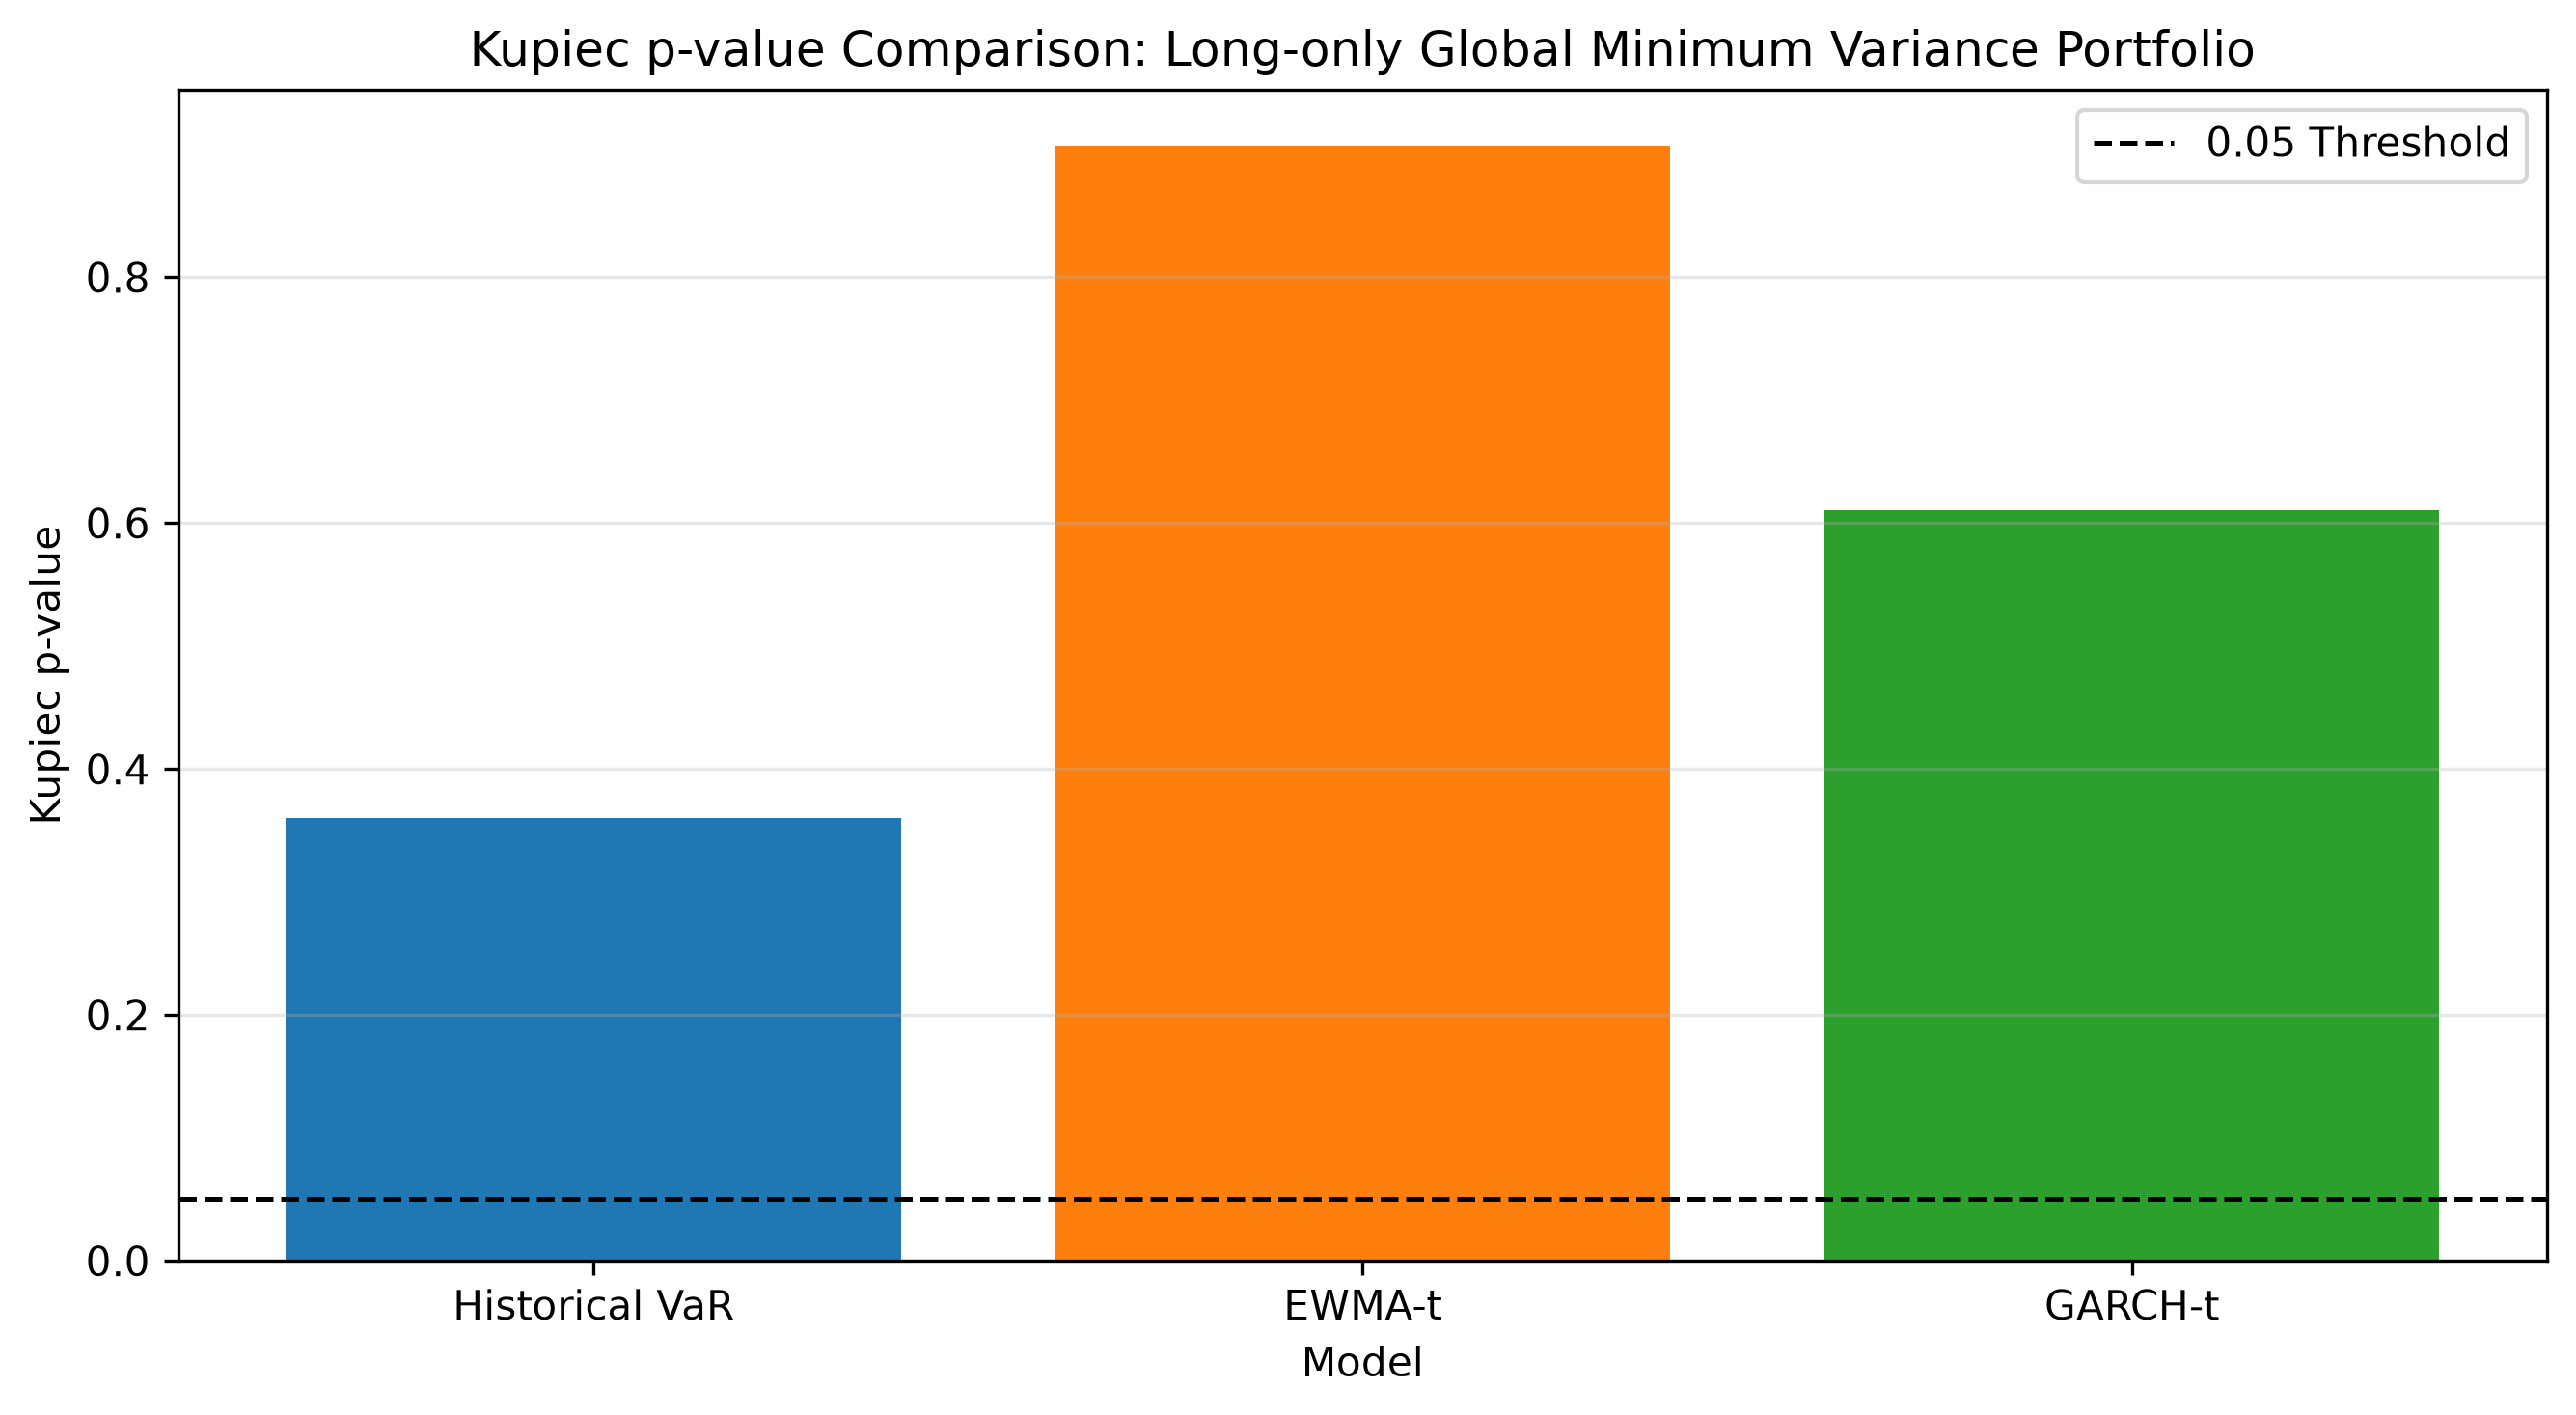 Kupiec p-value Comparison: Long-only Global Minimum Variance Portfolio
0.05 Threshold
Kupiec p-value
0.8
0.6
0.4
0.2
0.0
Historical VaR
EWMA-t
GARCH-t
Model